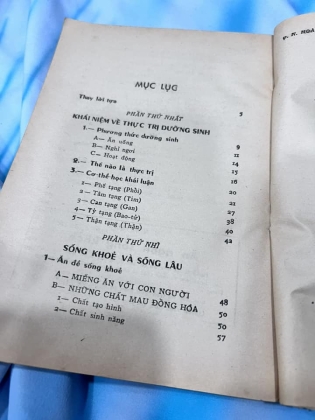 MỤC LỤC
Thay lời tựa 5
PHẦN THỨ NHẤT
KHÁI NIỆM VỀ THỰC TRỊ DƯỠNG SINH
1.— Phương thức dưỡng sinh 9
A— Ăn uống 9
B— Nghỉ ngơi 11
C— Hoạt động 14
2.— Thế nào là thực trị 15
3.— Cơ-thể-học khái luận 16
1— Phế tạng (Phổi) 20
2— Tâm tạng (Tim) 21
3— Can tạng (Gan) 27
4— Tỳ tạng (Bao-tử) 38
5— Thận tạng (Thận) 40
PHẦN THỨ NHÌ 42
SỐNG KHOẺ VÀ SỐNG LÂU
1— Ăn để sống khoẻ
A— MIẾNG ĂN VỚI CON NGƯỜI 48
B— NHỮNG CHẤT MAU ĐỒNG HÓA 50
1— Chất tạo hình 50
2— Chất sinh năng 57